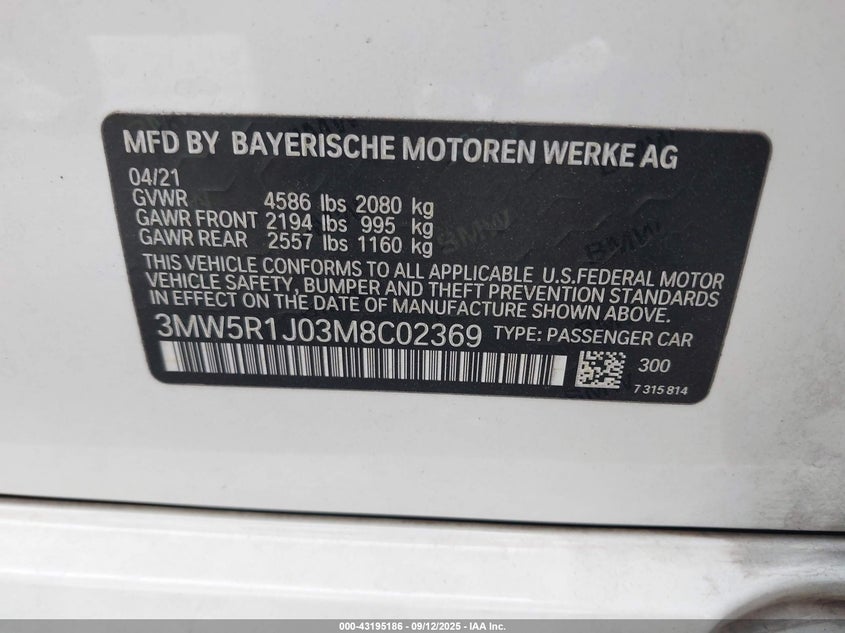 MFD BY BAYERISCHE MOTOREN WERKE AG
04/21
GVWR 4586 lbs 2080 kg
GAWR FRONT 2194 lbs 995 kg
GAWR REAR 2557 lbs 1160 kg
THIS VEHICLE CONFORMS TO ALL APPLICABLE U.S.FEDERAL MOTOR
VEHICLE SAFETY, BUMPER AND THEFT PREVENTION STANDARDS
IN EFFECT ON THE DATE OF MANUFACTURE SHOWN ABOVE.
3MW5R1J03M8C02369 TYPE: PASSENGER CAR
300
7 315 814
BMW
BMW
000-43195186 - 09/12/2025 - IAA Inc.